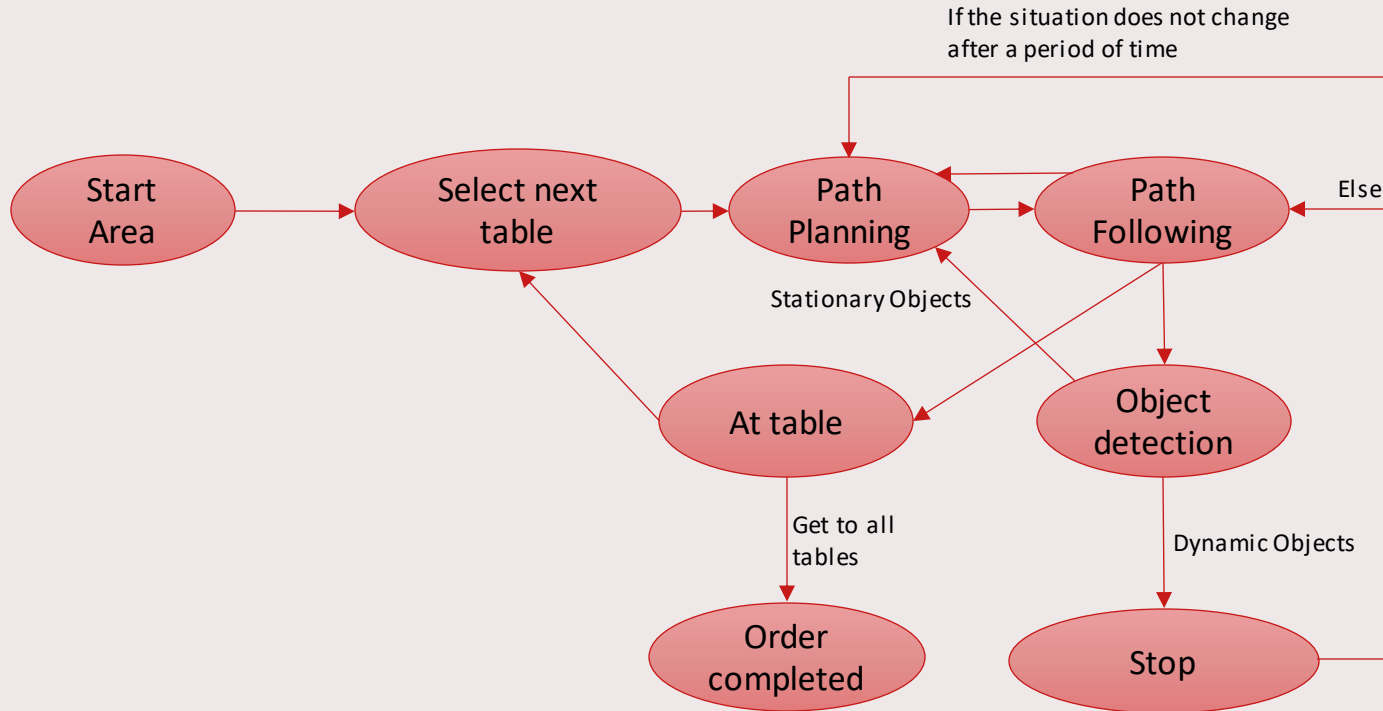 If the situation does not change
after a period of time
Start
Area
Select next
table
Path
Planning
Path
Following
Else
Stationary Objects
At table
Object
detection
Get to all
tables
Dynamic Objects
Order
completed
Stop